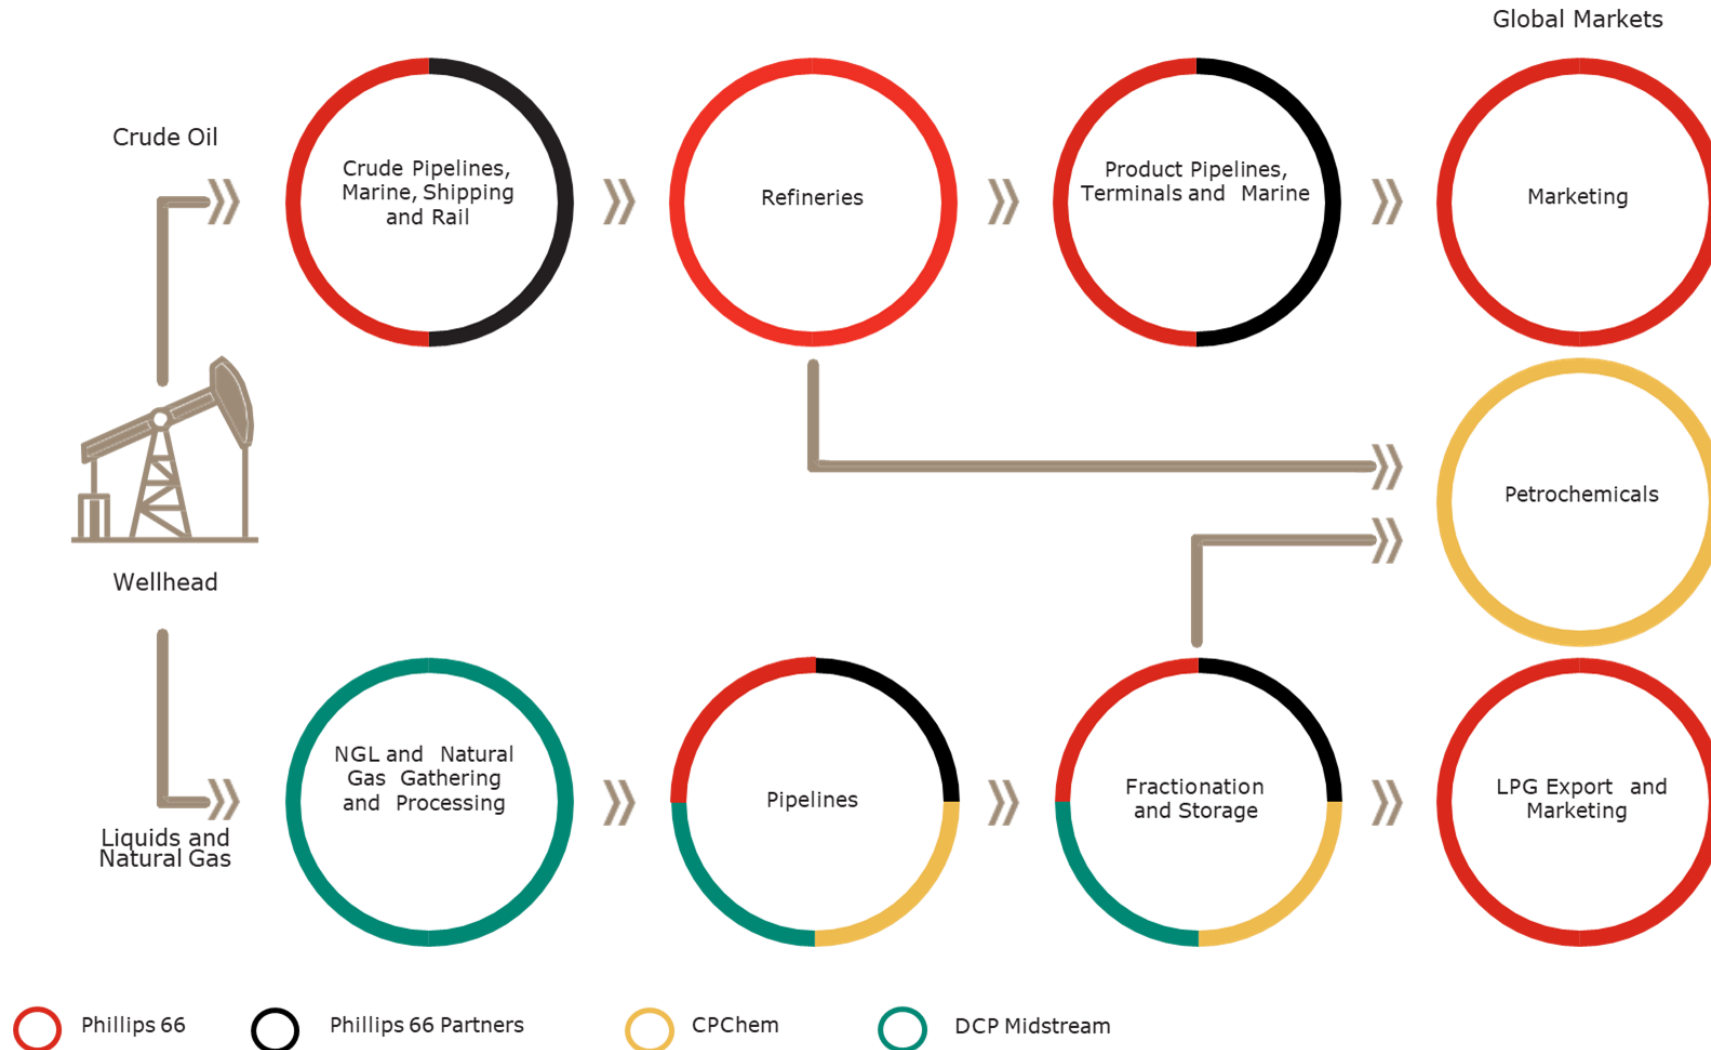 Global Markets
Crude Oil
Crude Pipelines,
Marine, Shipping
and Rail
Refineries
Product Pipelines,
Terminals and Marine
Marketing
Petrochemicals
Wellhead
Liquids and
Natural Gas
NGL and Natural
Gas Gathering
and Processing
Pipelines
Fractionation
and Storage
LPG Export and
Marketing
Phillips 66
Phillips 66 Partners
CPChem
DCP Midstream